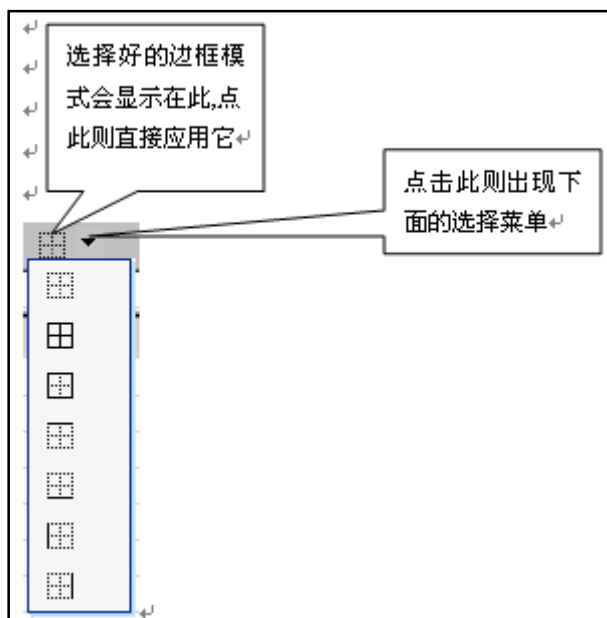 选择好的边框模
式会显示在此,点
此则直接应用它
点击此则出现下
面的选择菜单